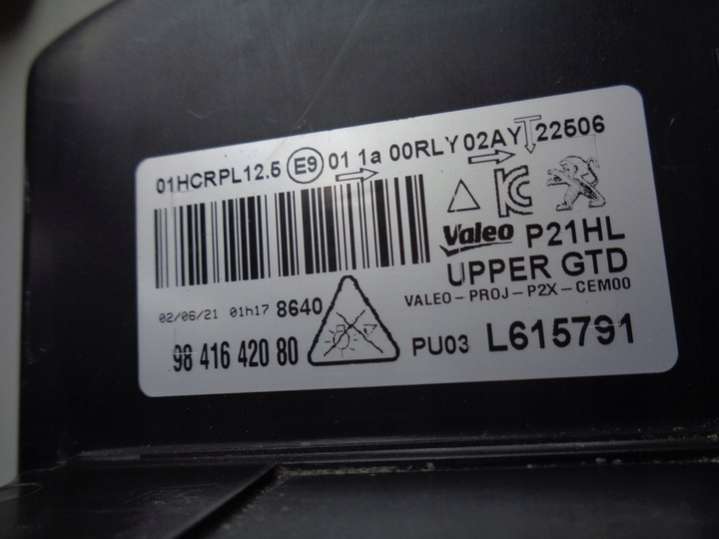 01HCRPL12.5 E9 01 1a 00RLY 02AY 22506
KC
Valeo P21HL
UPPER GTD
VALEO-PROJ-P2X-CEM00
02/06/21 01h17 8640
98 416 420 80
PU03 L615791